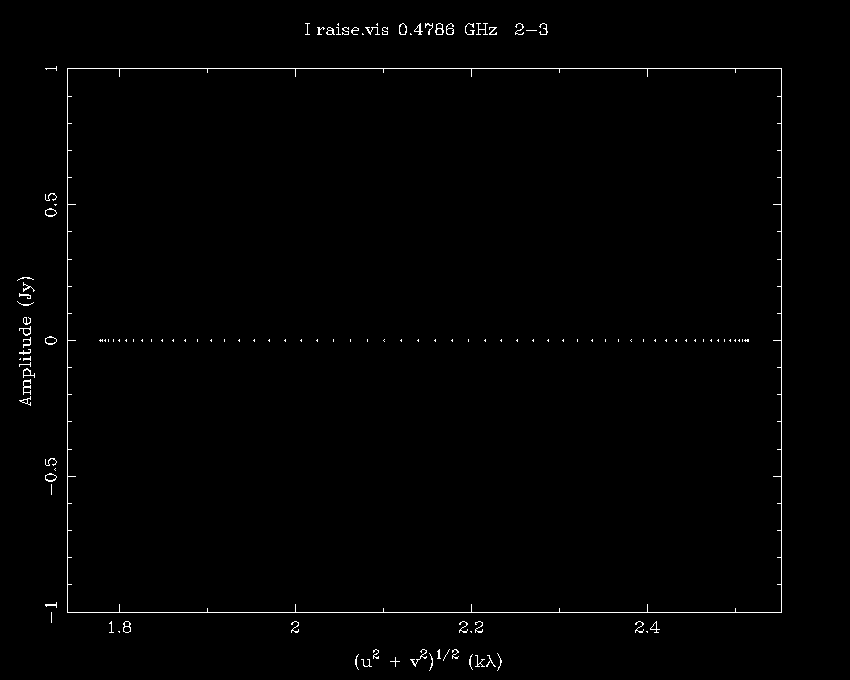 I raise.vis 0.4786 GHz 2−3
1
0.5
0
−0.5
−1
Amplitude (Jy)
1.8 2 2.2 2.4
(u² + v²)^1/2 (kλ)